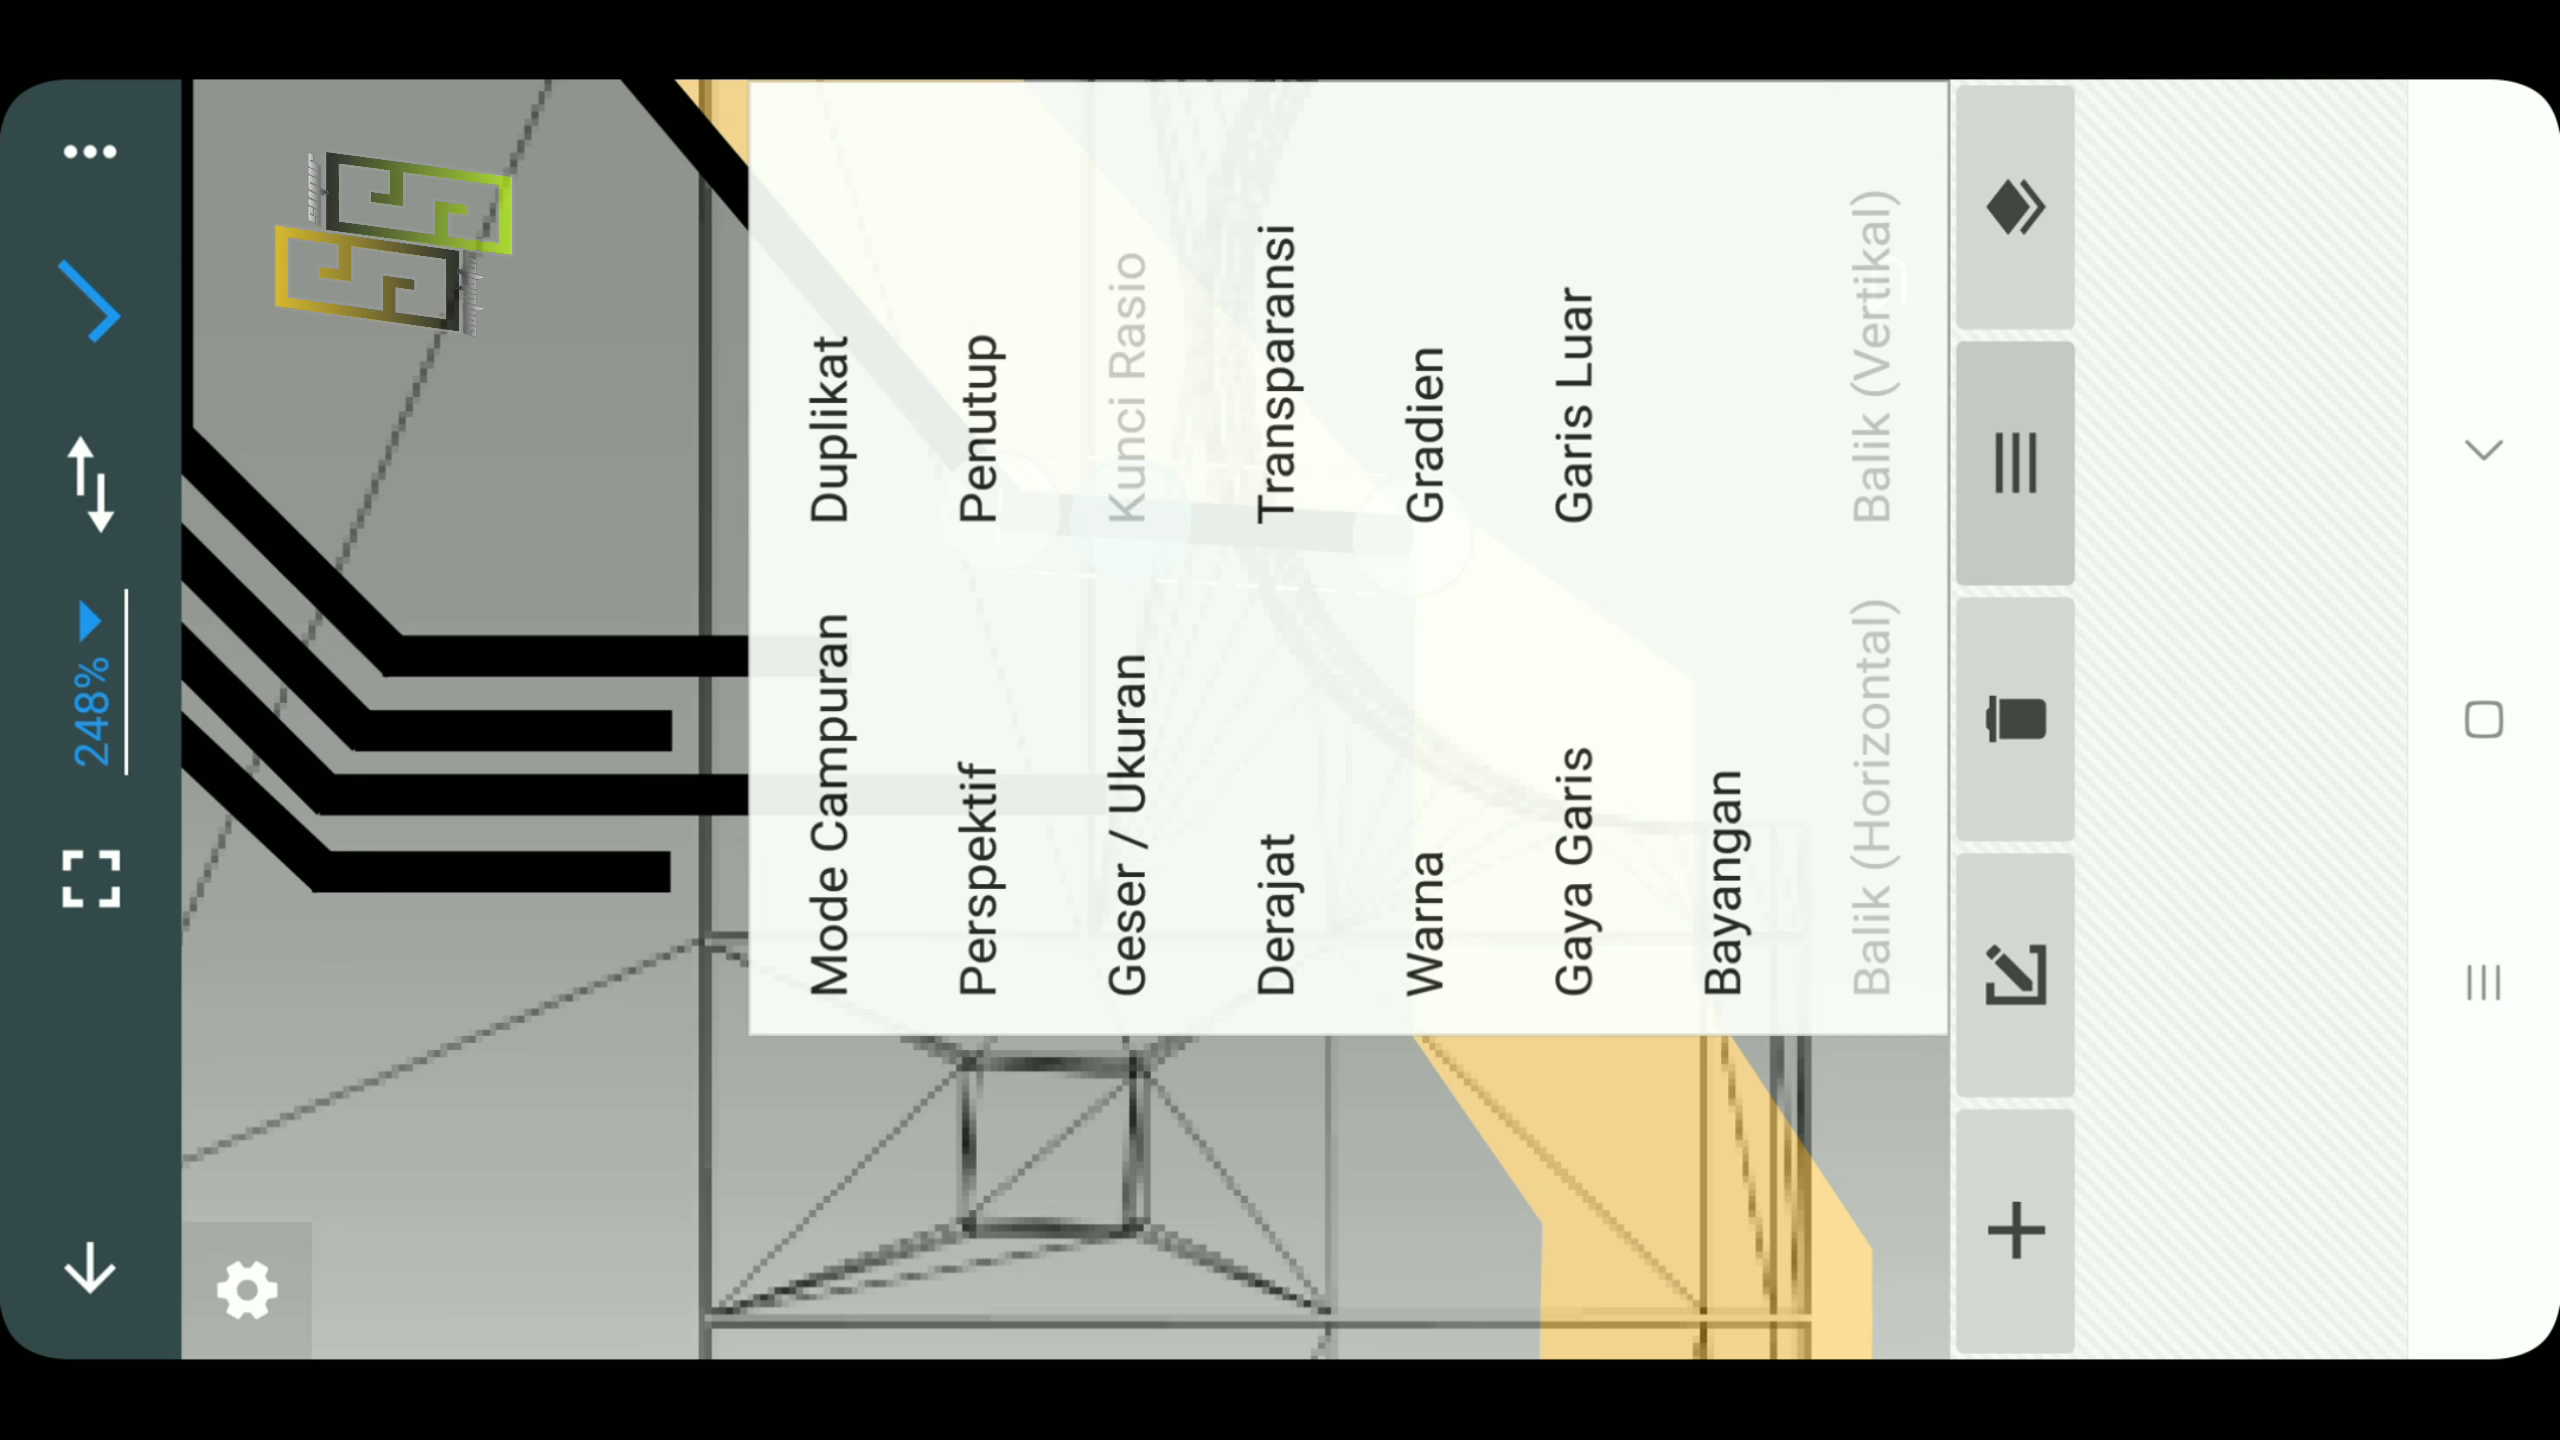 248%
Mode Campuran Duplikat
Perspektif Penutup
Geser / Ukuran Kunci Rasio
Derajat Transparansi
Warna Gradien
Gaya Garis Garis Luar
Bayangan
Balik (Horizontal) Balik (Vertikal)